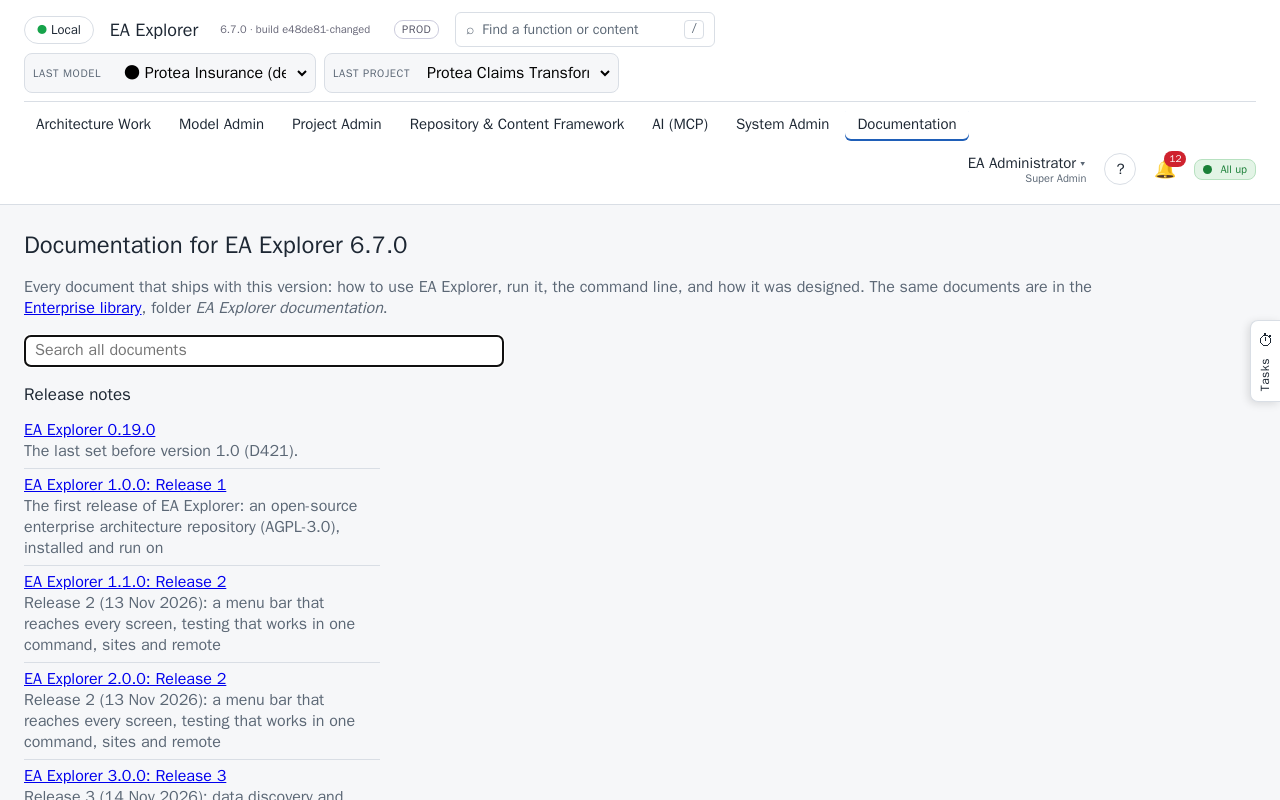 Local EA Explorer 6.7.0 · build e48de81-changed PROD Find a function or content /
LAST MODEL Protea Insurance (de LAST PROJECT Protea Claims Transforr
Architecture Work Model Admin Project Admin Repository & Content Framework AI (MCP) System Admin Documentation
EA Administrator ▾
Super Admin
? 12 All up
Documentation for EA Explorer 6.7.0
Every document that ships with this version: how to use EA Explorer, run it, the command line, and how it was designed. The same documents are in the
Enterprise library, folder EA Explorer documentation.
Search all documents
Tasks
Release notes
EA Explorer 0.19.0
The last set before version 1.0 (D421).
EA Explorer 1.0.0: Release 1
The first release of EA Explorer: an open-source
enterprise architecture repository (AGPL-3.0),
installed and run on
EA Explorer 1.1.0: Release 2
Release 2 (13 Nov 2026): a menu bar that
reaches every screen, testing that works in one
command, sites and remote
EA Explorer 2.0.0: Release 2
Release 2 (13 Nov 2026): a menu bar that
reaches every screen, testing that works in one
command, sites and remote
EA Explorer 3.0.0: Release 3
Release 3 (14 Nov 2026): data discovery and